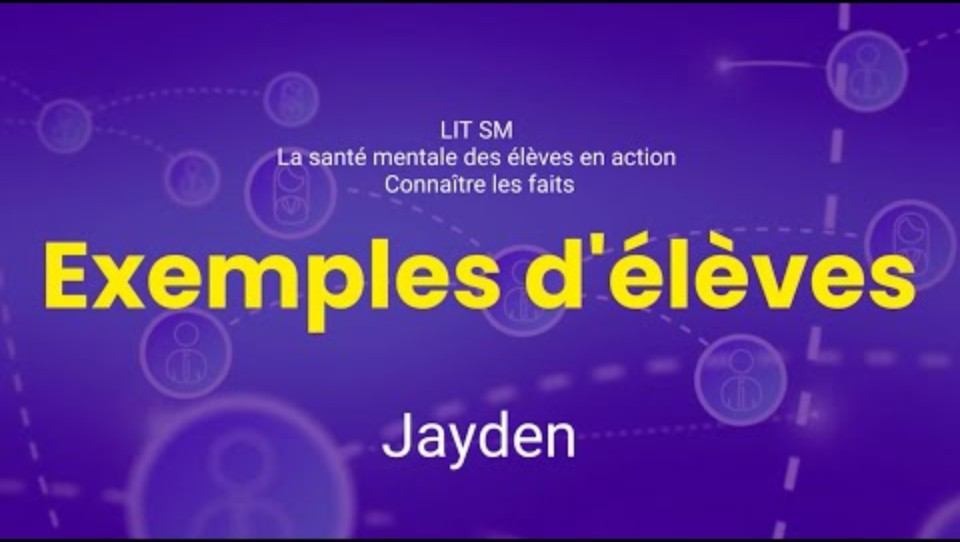 LIT SM
La santé mentale des élèves en action
Connaître les faits
Exemples d'élèves
Jayden